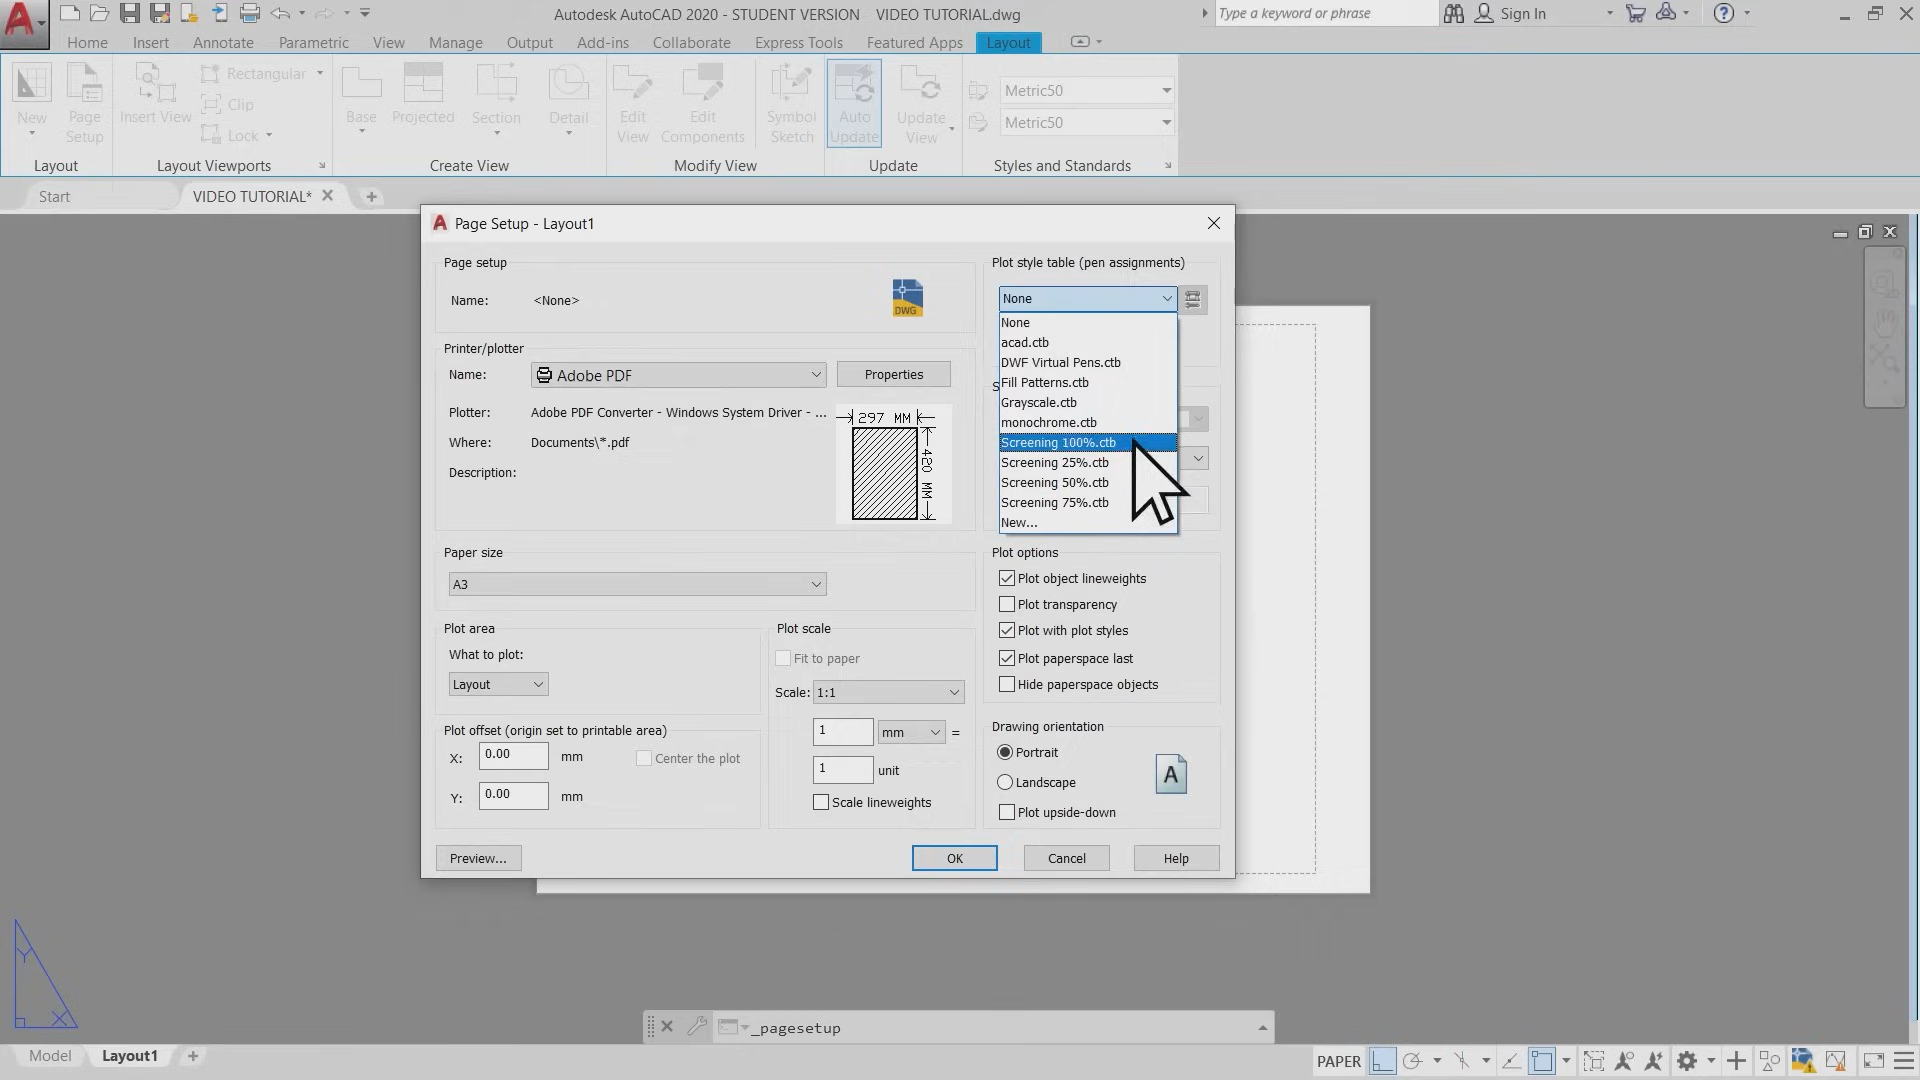 Autodesk AutoCAD 2020 - STUDENT VERSION VIDEO TUTORIAL.dwg
Type a keyword or phrase
Sign In
Home Insert Annotate Parametric View Manage Output Add-ins Collaborate Express Tools Featured Apps Layout
New
Page Setup
Insert View
Rectangular
Clip
Lock
Base
Projected
Section
Detail
Edit View
Edit Components
Symbol Sketch
Auto Update
Update View
Metric50
Metric50
Layout Layout Viewports Create View Modify View Update Styles and Standards
Start VIDEO TUTORIAL*
Page Setup - Layout1
Page setup
Name: <None>
DWG
Printer/plotter
Name: Adobe PDF
Properties
Plotter: Adobe PDF Converter - Windows System Driver - ...
Where: Documents\*.pdf
Description:
297 MM
420 MM
Paper size
A3
Plot area
What to plot:
Layout
Plot offset (origin set to printable area)
X: 0.00 mm
Center the plot
Y: 0.00 mm
Plot scale
Fit to paper
Scale: 1:1
1 mm =
1 unit
Scale lineweights
Plot style table (pen assignments)
None
None
acad.ctb
DWF Virtual Pens.ctb
Fill Patterns.ctb
Grayscale.ctb
monochrome.ctb
Screening 100%.ctb
Screening 25%.ctb
Screening 50%.ctb
Screening 75%.ctb
New...
Plot options
Plot object lineweights
Plot transparency
Plot with plot styles
Plot paperspace last
Hide paperspace objects
Drawing orientation
Portrait
Landscape
Plot upside-down
A
Preview... OK Cancel Help
Y
X
_pagesetup
Model Layout1
PAPER